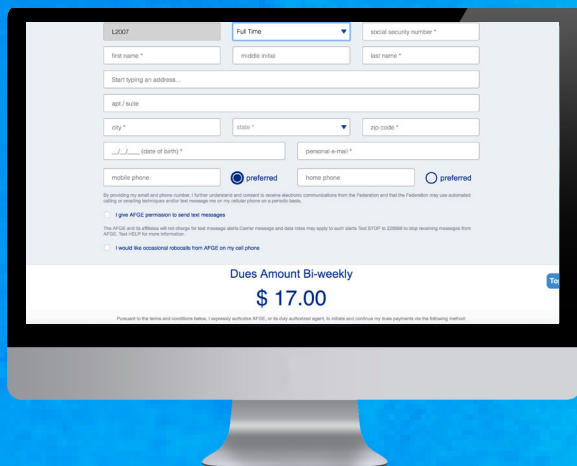 L2007
Full Time
social security number *
first name *
middle initial
last name *
Start typing an address...
apt / suite
city *
state *
zip code *
__/__/____ (date of birth) *
personal e-mail *
mobile phone
preferred
home phone
preferred
By providing my email and phone number, I further understand and consent to receive electronic communications from the Federation and that the Federation may use automated
calling or emailing techniques and/or text message me on my cellular phone on a periodic basis.
I give AFGE permission to send text messages
The AFGE and its affiliates will not charge for text message alerts.Carrier message and data rates may apply to such alerts Text STOP to 225568 to stop receiving messages from
AFGE. Text HELP for more information.
I would like occasional robocalls from AFGE on my cell phone
Dues Amount Bi-weekly
$ 17.00
Pursuant to the terms and conditions below, I expressly authorize AFGE, or its duly authorized agent, to initiate and continue my dues payments via the following method: